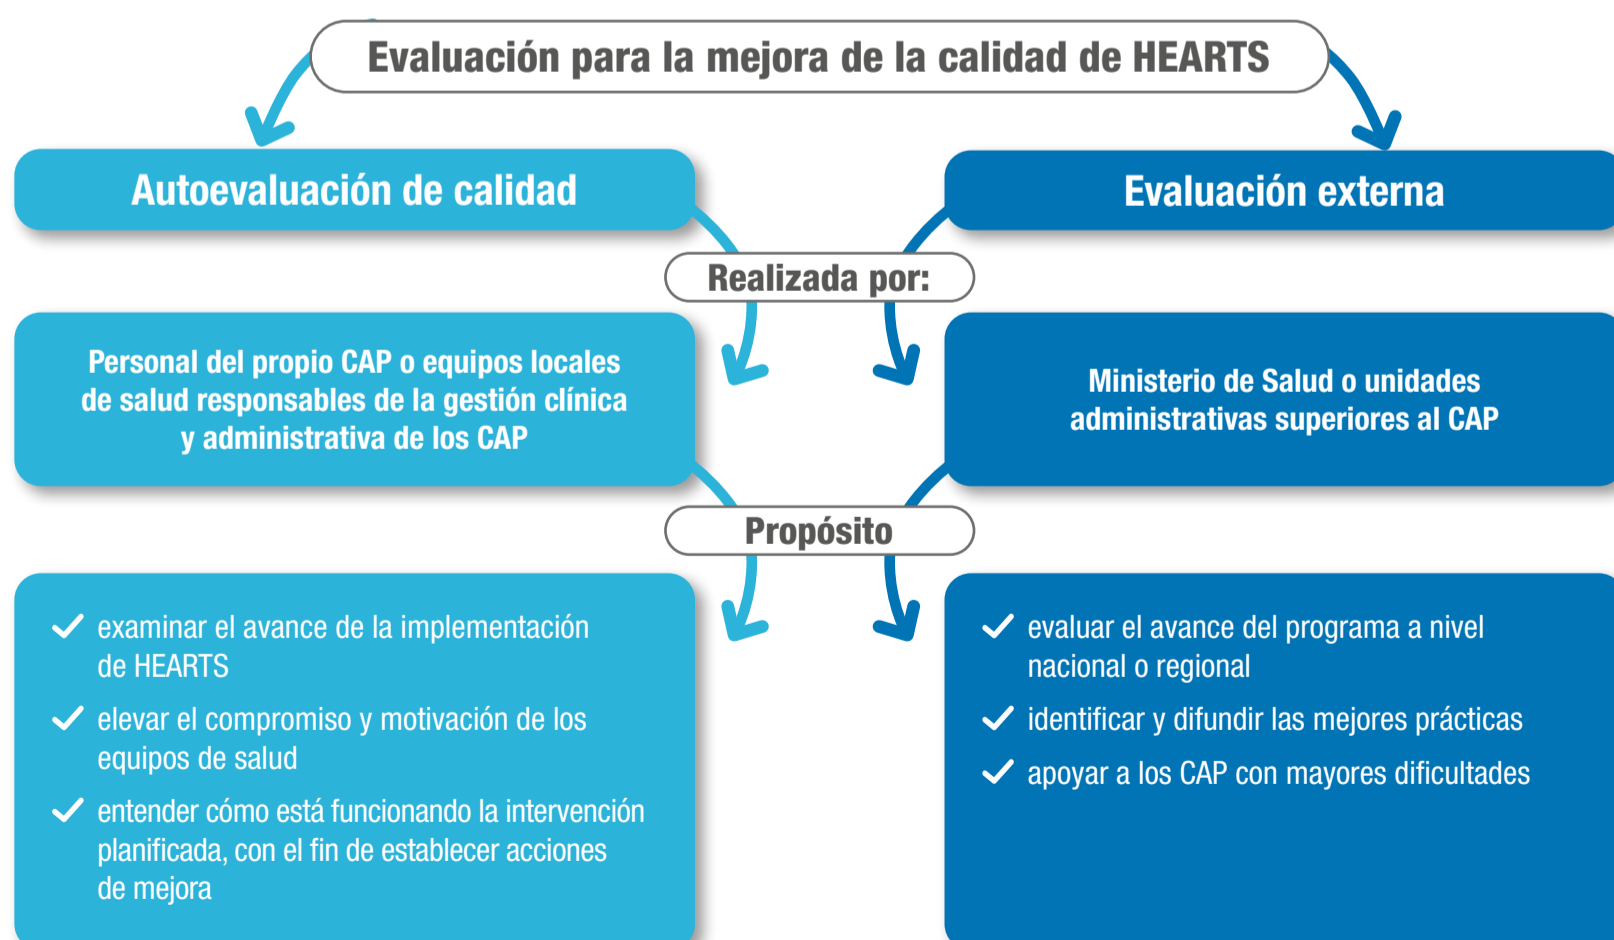 Evaluación para la mejora de la calidad de HEARTS
Autoevaluación de calidad
Evaluación externa
Realizada por:
Personal del propio CAP o equipos locales
de salud responsables de la gestión clínica
y administrativa de los CAP
Ministerio de Salud o unidades
administrativas superiores al CAP
Propósito
examinar el avance de la implementación
de HEARTS
elevar el compromiso y motivación de los
equipos de salud
entender cómo está funcionando la intervención
planificada, con el fin de establecer acciones
de mejora
evaluar el avance del programa a nivel
nacional o regional
identificar y difundir las mejores prácticas
apoyar a los CAP con mayores dificultades